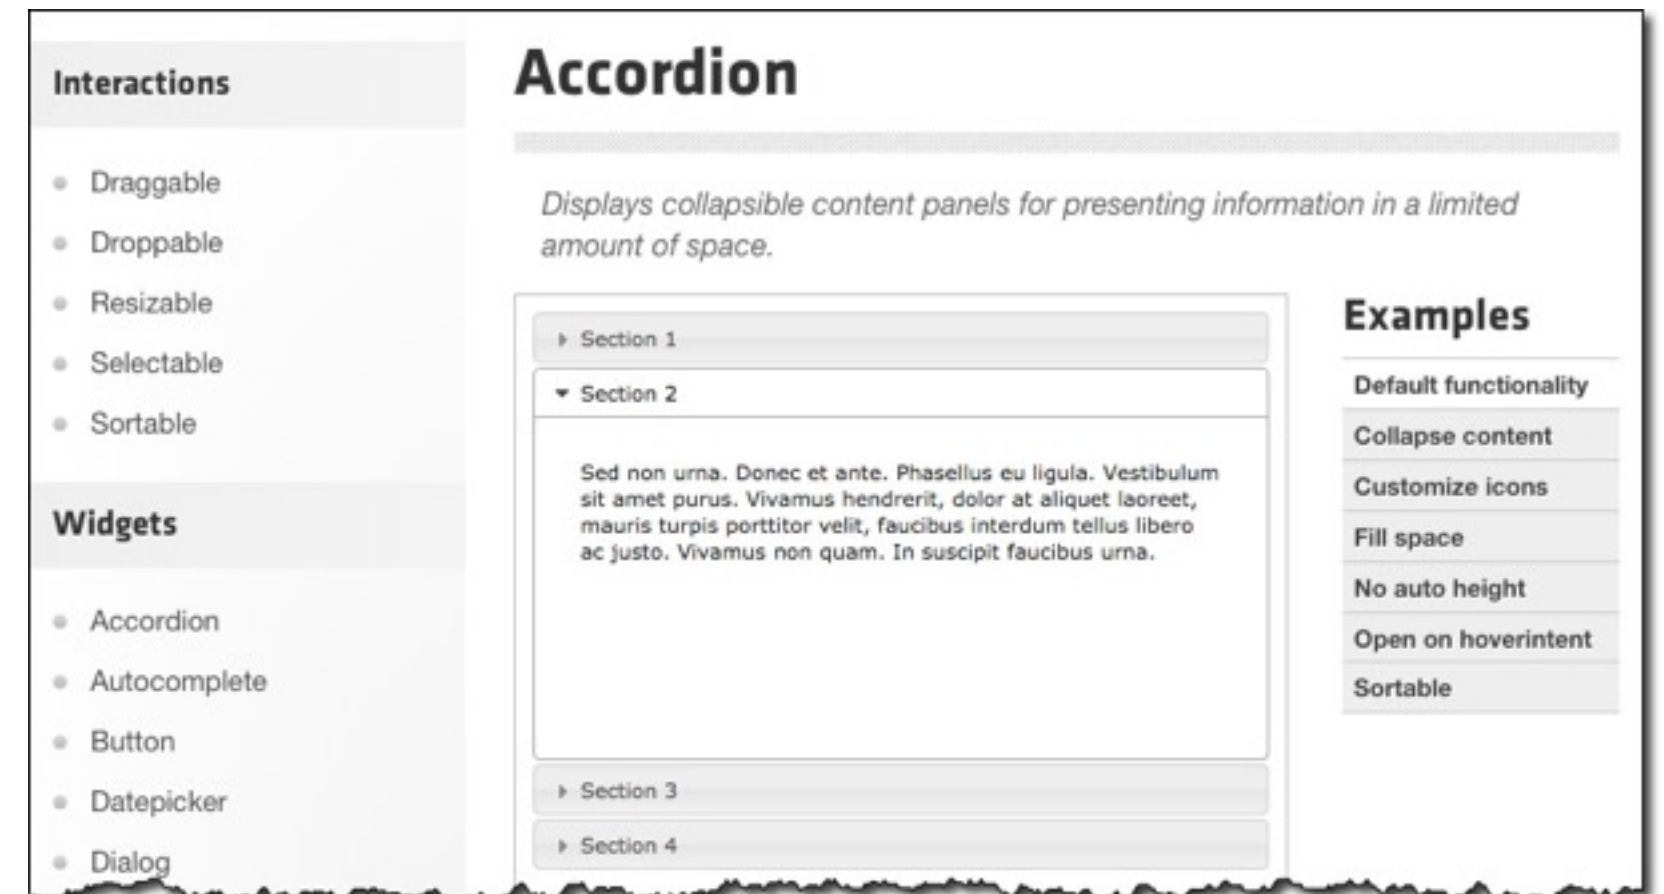 Interactions
Draggable
Droppable
Resizable
Selectable
Sortable
Widgets
Accordion
Autocomplete
Button
Datepicker
Dialog
Accordion
Displays collapsible content panels for presenting information in a limited
amount of space.
Section 1
Section 2
Sed non urna. Donec et ante. Phasellus eu ligula. Vestibulum
sit amet purus. Vivamus hendrerit, dolor at aliquet laoreet,
mauris turpis porttitor velit, faucibus interdum tellus libero
ac justo. Vivamus non quam. In suscipit faucibus urna.
Section 3
Section 4
Examples
Default functionality
Collapse content
Customize icons
Fill space
No auto height
Open on hoverintent
Sortable